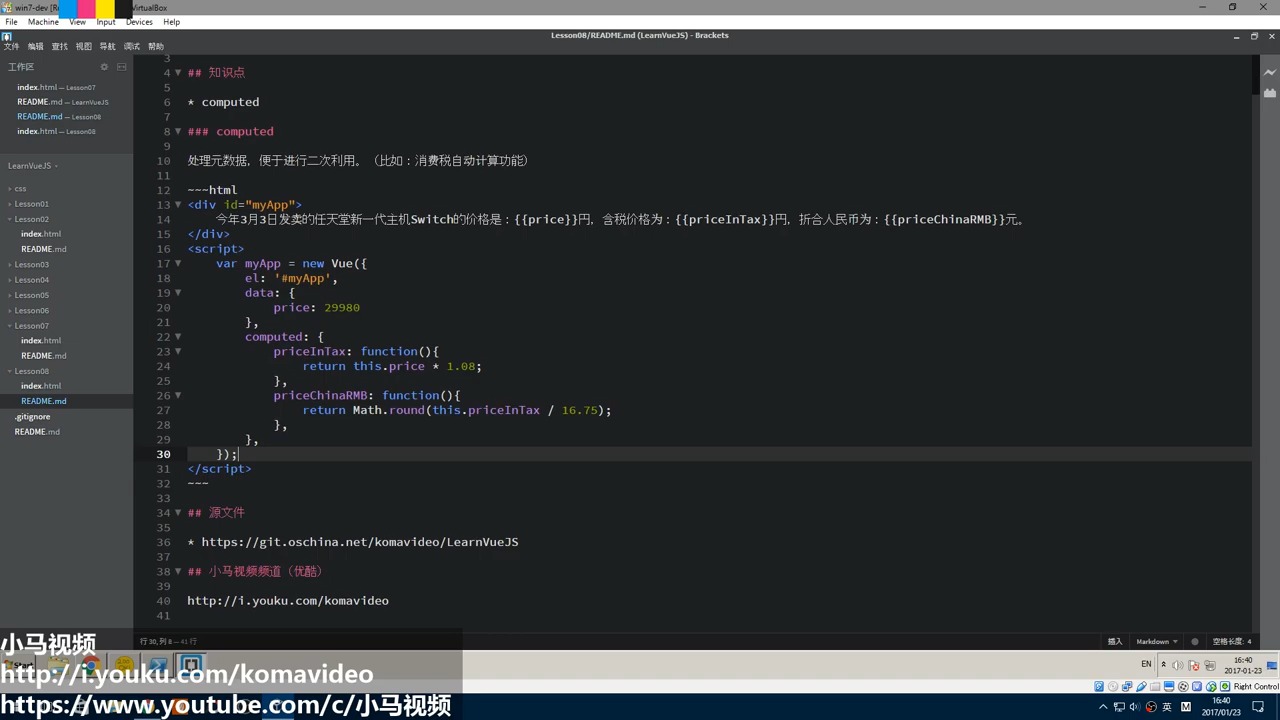 win7-dev [R
VirtualBox
File Machine View Input Devices Help
Lesson08/README.md (LearnVueJS) - Brackets
文件 编辑 查找 视图 导航 调试 帮助
工作区
index.html — Lesson07
README.md — LearnVueJS
README.md — Lesson08
index.html — Lesson08
LearnVueJS
css
Lesson01
Lesson02
index.html
README.md
Lesson03
Lesson04
Lesson05
Lesson06
Lesson07
index.html
README.md
Lesson08
index.html
README.md
.gitignore
README.md
3
4 ## 知识点
5
6 * computed
7
8 ### computed
9
10 处理元数据，便于进行二次利用。（比如：消费税自动计算功能）
11
12 ~~~html
13 <div id="myApp">
14 今年3月3日发卖的任天堂新一代主机Switch的价格是：{{price}}円，含税价格为：{{priceInTax}}円，折合人民币为：{{priceChinaRMB}}元。
15 </div>
16 <script>
17 var myApp = new Vue({
18 el: '#myApp',
19 data: {
20 price: 29980
21 },
22 computed: {
23 priceInTax: function(){
24 return this.price * 1.08;
25 },
26 priceChinaRMB: function(){
27 return Math.round(this.priceInTax / 16.75);
28 },
29 },
30 });
31 </script>
32 ~~~
33
34 ## 源文件
35
36 * https://git.oschina.net/komavideo/LearnVueJS
37
38 ## 小马视频频道（优酷）
39
40 http://i.youku.com/komavideo
41
行 30, 列 8 — 41 行
插入 Markdown 空格长度: 4
小马视频
http://i.youku.com/komavideo
https://www.youtube.com/c/小马视频
Start
EN 16:40
2017-01-23
Right Control
英 M 16:40
2017/01/23